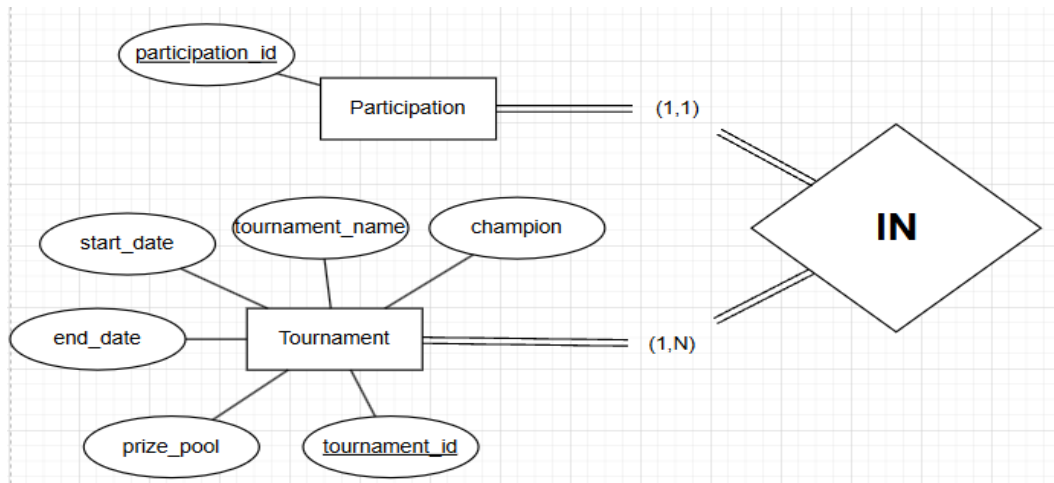 participation_id
Participation
(1,1)
tournament_name
champion
start_date
IN
end_date
Tournament
(1,N)
prize_pool
tournament_id